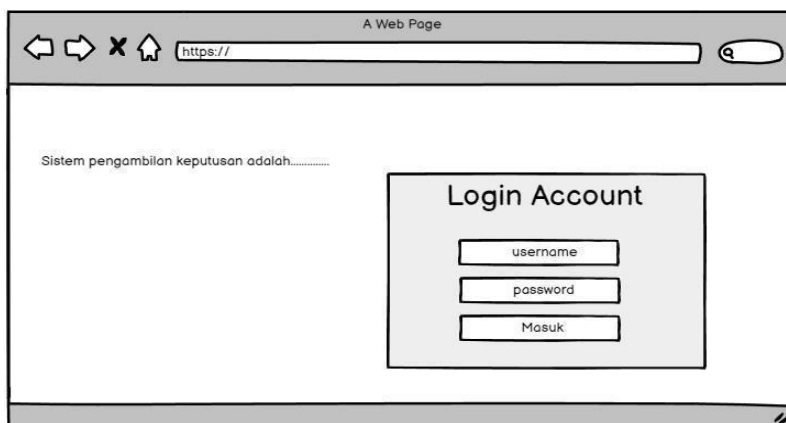 A Web Page
https://
Sistem pengambilan keputusan adalah..............
Login Account
username
password
Masuk